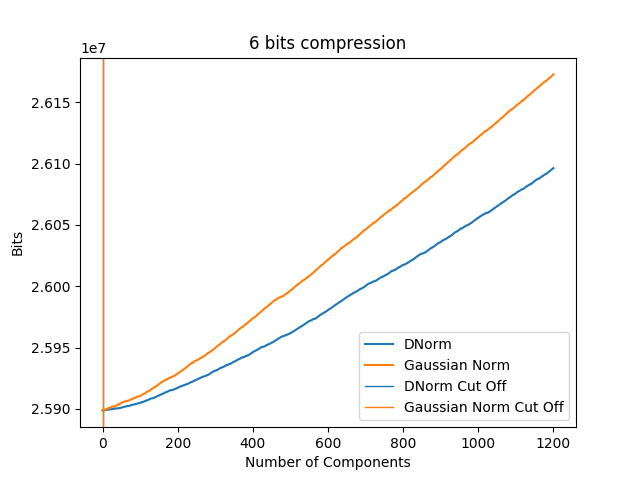 6 bits compression
1e7
2.615
2.610
2.605
2.600
2.595
2.590
Bits
0 200 400 600 800 1000 1200
Number of Components
DNorm
Gaussian Norm
DNorm Cut Off
Gaussian Norm Cut Off